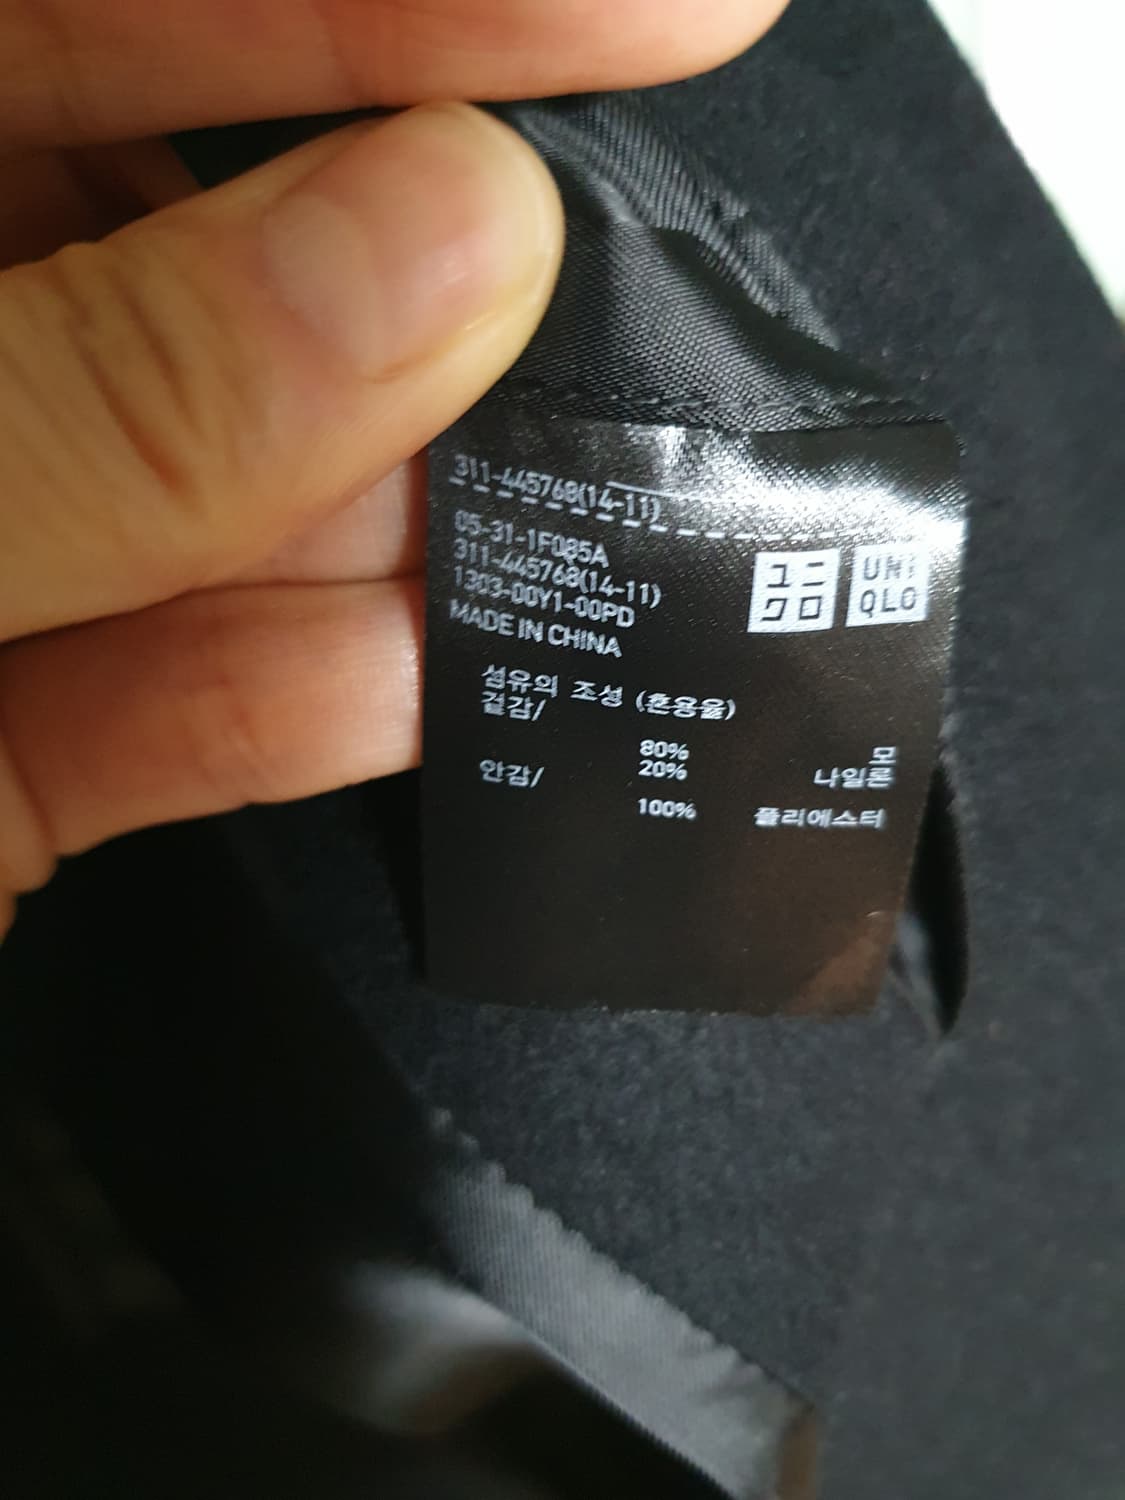 311-445768(14-11)
05-31-1F085A
311-445768(14-11)
1303-00Y1-00PD
MADE IN CHINA
ユニ
クロ
UNI
QLO
섬유의 조성 (혼용율)
겉감/
80% 모
20% 나일론
안감/
100% 폴리에스터